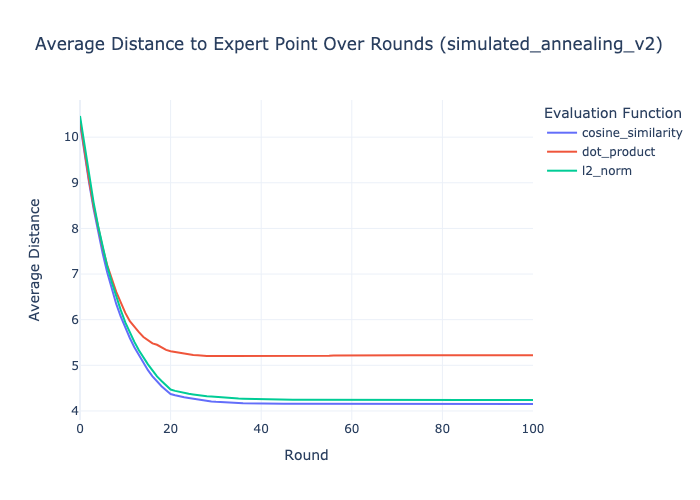 Average Distance to Expert Point Over Rounds (simulated_annealing_v2)
Evaluation Function
cosine_similarity
dot_product
l2_norm
Average Distance
10
9
8
7
6
5
4
0
20
40
60
80
100
Round